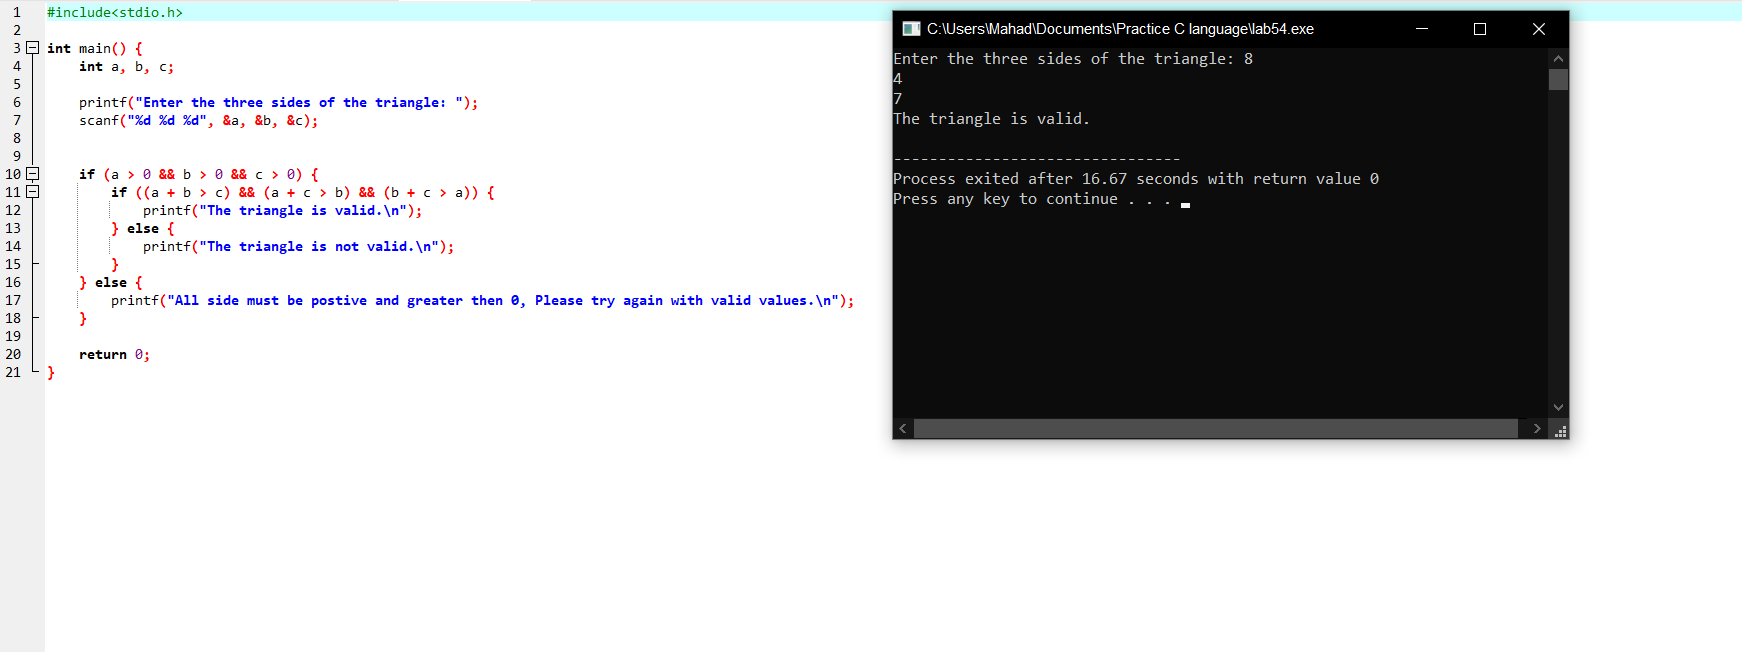 1 #include<stdio.h>
2
3 int main() {
4     int a, b, c;
5
6     printf("Enter the three sides of the triangle: ");
7     scanf("%d %d %d", &a, &b, &c);
8
9
10     if (a > 0 && b > 0 && c > 0) {
11         if ((a + b > c) && (a + c > b) && (b + c > a)) {
12             printf("The triangle is valid.\n");
13         } else {
14             printf("The triangle is not valid.\n");
15         }
16     } else {
17         printf("All side must be postive and greater then 0, Please try again with valid values.\n");
18     }
19
20     return 0;
21 }
C:\Users\Mahad\Documents\Practice C language\lab54.exe
Enter the three sides of the triangle: 8
4
7
The triangle is valid.
--------------------------------
Process exited after 16.67 seconds with return value 0
Press any key to continue . . .